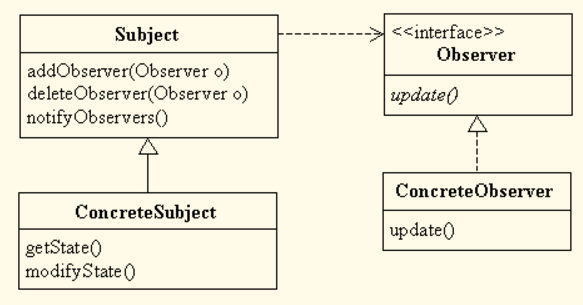 Subject
addObserver(Observer o)
deleteObserver(Observer o)
notifyObservers()
<<interface>>
Observer
update()
ConcreteSubject
getState()
modifyState()
ConcreteObserver
update()